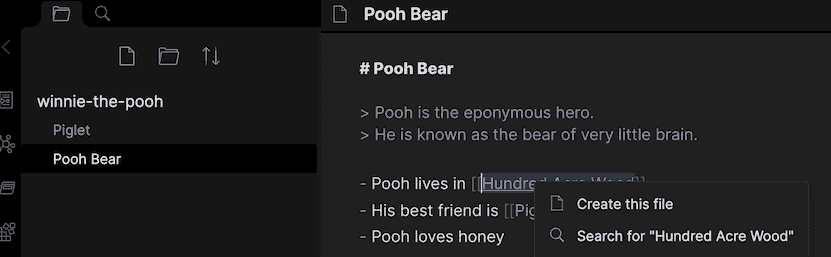 Pooh Bear
winnie-the-pooh
Piglet
Pooh Bear
# Pooh Bear
> Pooh is the eponymous hero.
> He is known as the bear of very little brain.
- Pooh lives in [[Hundred Acre Wood]]
- His best friend is [[Pig
- Pooh loves honey
Create this file
Search for "Hundred Acre Wood"